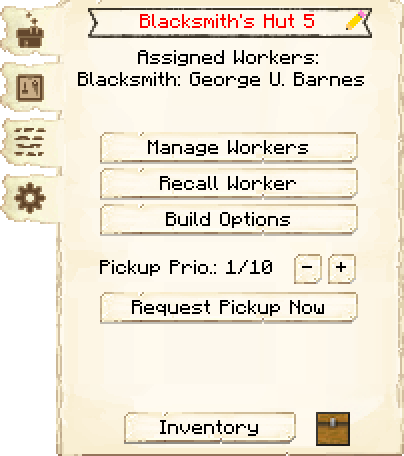 Blacksmith's Hut 5
Assigned Workers:
Blacksmith: George U. Barnes
Manage Workers
Recall Worker
Build Options
Pickup Prio.: 1/10 - +
Request Pickup Now
Inventory